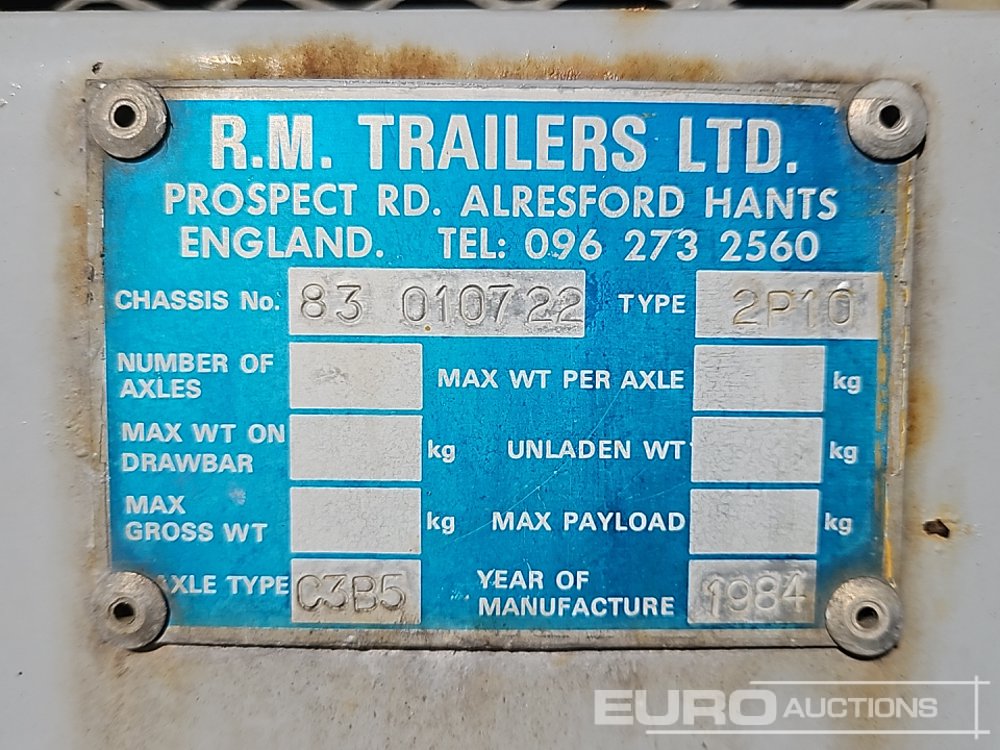 R.M. TRAILERS LTD.
PROSPECT RD. ALRESFORD HANTS
ENGLAND. TEL: 096 273 2560
CHASSIS No. 83 010722 TYPE 2P10
NUMBER OF AXLES MAX WT PER AXLE kg
MAX WT ON DRAWBAR kg UNLADEN WT kg
MAX GROSS WT kg MAX PAYLOAD kg
AXLE TYPE C3B5 YEAR OF MANUFACTURE 1984
EURO AUCTIONS